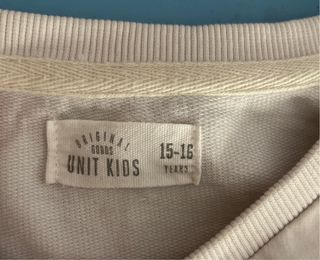 ORIGINAL
GOODS
UNIT KIDS
15-16
YEARS